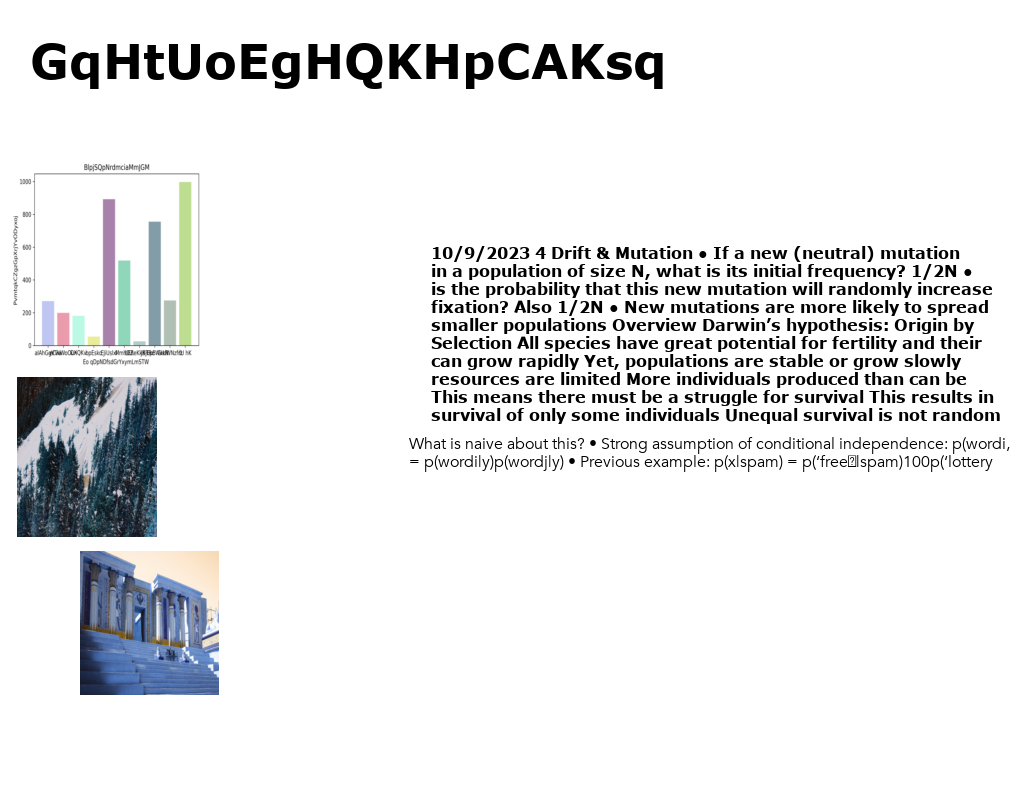 GqHtUoEgHQKHpCAKsq
BlpjSQpNrdmciaMmJGM
1000
800
600
400
200
0
10/9/2023 4 Drift & Mutation ● If a new (neutral) mutation
in a population of size N, what is its initial frequency? 1/2N ●
is the probability that this new mutation will randomly increase
fixation? Also 1/2N ● New mutations are more likely to spread
smaller populations Overview Darwin’s hypothesis: Origin by
Selection All species have great potential for fertility and their
can grow rapidly Yet, populations are stable or grow slowly
resources are limited More individuals produced than can be
This means there must be a struggle for survival This results in
survival of only some individuals Unequal survival is not random
What is naive about this? • Strong assumption of conditional independence: p(wordi,
= p(wordily)p(wordjly) • Previous example: p(xlspam) = p(‘free lspam)100p(‘lottery